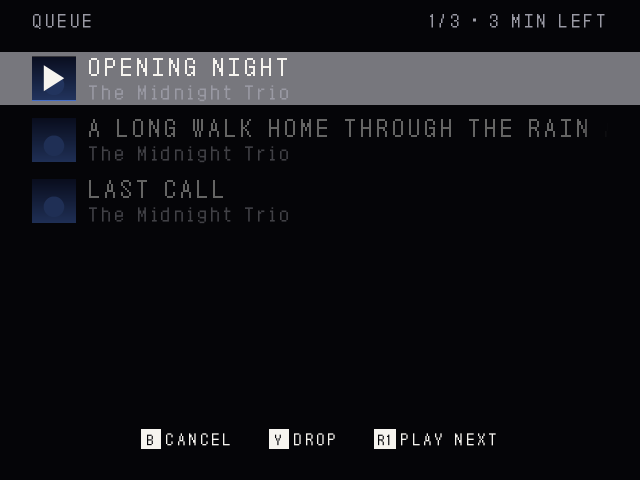 QUEUE
1/3 · 3 MIN LEFT
OPENING NIGHT
The Midnight Trio
A LONG WALK HOME THROUGH THE RAIN
The Midnight Trio
LAST CALL
The Midnight Trio
B CANCEL Y DROP R1 PLAY NEXT